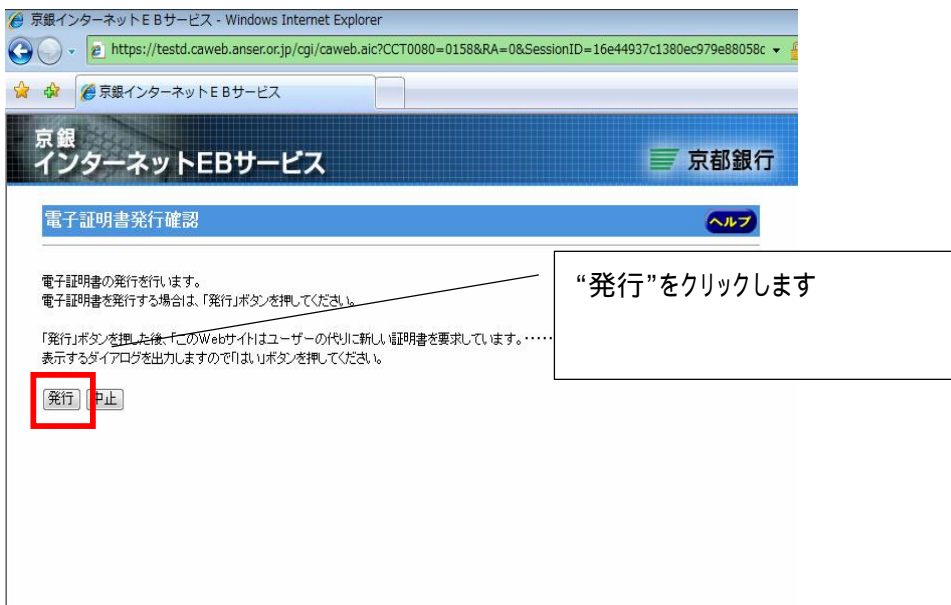 京銀インターネットＥＢサービス - Windows Internet Explorer
https://testd.caweb.anser.or.jp/cgi/caweb.aic?CCT0080=0158&RA=0&SessionID=16e44937c1380ec979e88058c
京銀インターネットＥＢサービス
京銀
インターネットEBサービス
京都銀行
電子証明書発行確認
ヘルプ
電子証明書の発行を行います。
電子証明書を発行する場合は、「発行」ボタンを押してください。
「発行」ボタンを押した後、「このWebサイトはユーザーの代りに新しい証明書を要求しています。・・・・・
表示するダイアログを出力しますので「はい」ボタンを押してください。
発行 中止
“発行”をクリックします